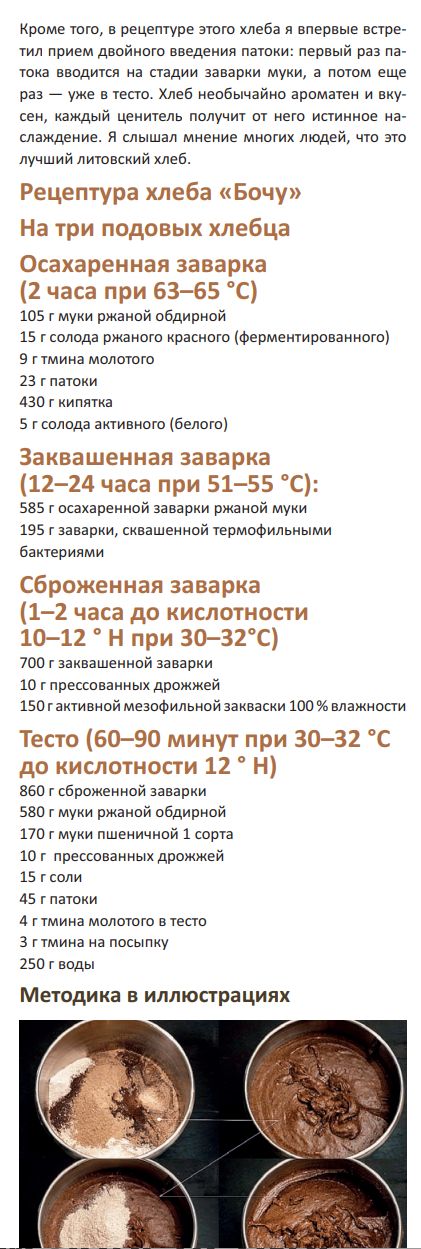 Кроме того, в рецептуре этого хлеба я впервые встре-
тил прием двойного введения патоки: первый раз па-
тока вводится на стадии заварки муки, а потом еще
раз — уже в тесто. Хлеб необычайно ароматен и вку-
сен, каждый ценитель получит от него истинное на-
слаждение. Я слышал мнение многих людей, что это
лучший литовский хлеб.
Рецептура хлеба «Бочу»
На три подовых хлебца
Осахаренная заварка
(2 часа при 63–65 °С)
105 г муки ржаной обдирной
15 г солода ржаного красного (ферментированного)
9 г тмина молотого
23 г патоки
430 г кипятка
5 г солода активного (белого)
Заквашенная заварка
(12–24 часа при 51–55 °С):
585 г осахаренной заварки ржаной муки
195 г заварки, сквашенной термофильными
бактериями
Сброженная заварка
(1–2 часа до кислотности
10–12 ° Н при 30–32°С)
700 г заквашенной заварки
10 г прессованных дрожжей
150 г активной мезофильной закваски 100 % влажности
Тесто (60–90 минут при 30–32 °С
до кислотности 12 ° Н)
860 г сброженной заварки
580 г муки ржаной обдирной
170 г муки пшеничной 1 сорта
10 г прессованных дрожжей
15 г соли
45 г патоки
4 г тмина молотого в тесто
3 г тмина на посыпку
250 г воды
Методика в иллюстрациях